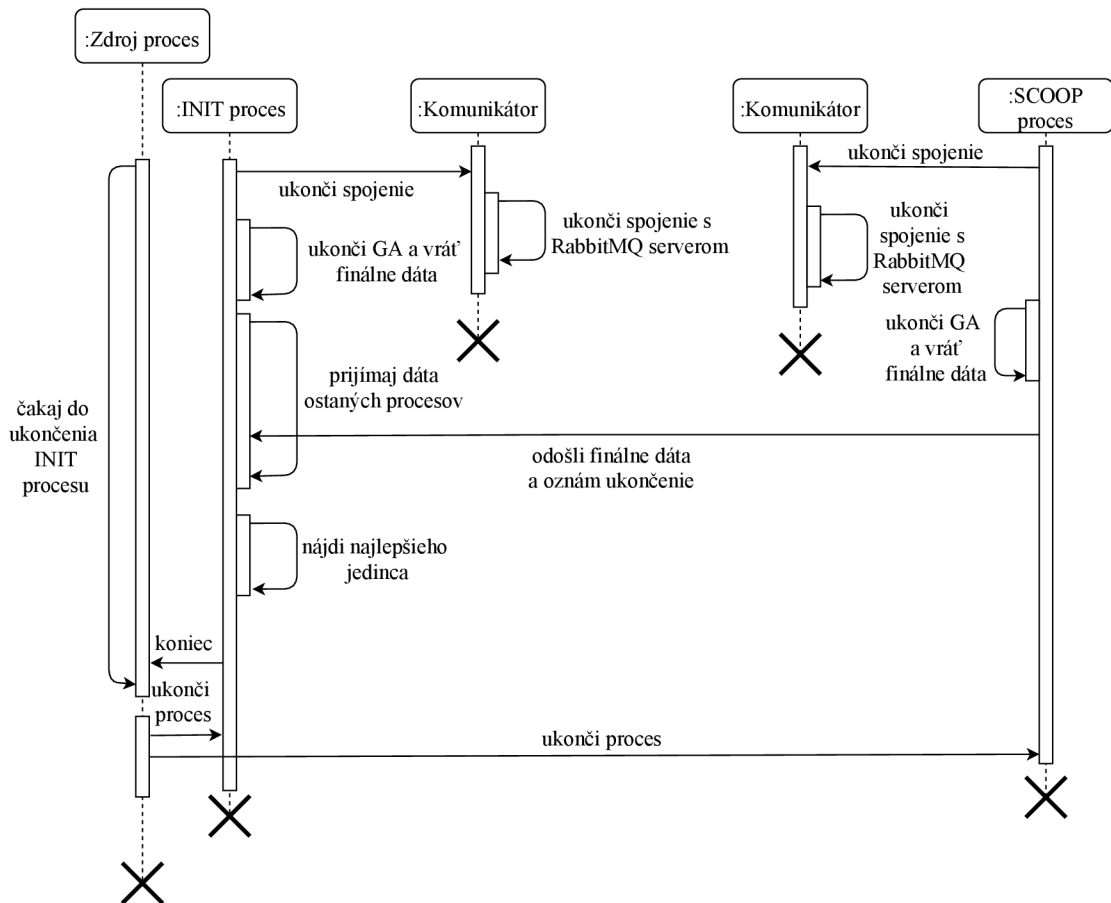 :Zdroj proces
:INIT proces
:Komunikátor
:Komunikátor
:SCOOP
proces
ukonči spojenie
ukonči spojenie
ukonči spojenie s
RabbitMQ serverom
ukonči
spojenie s
RabbitMQ
serverom
ukonči GA a vráť
finálne dáta
ukonči GA
a vráť
finálne dáta
prijímaj dáta
ostaných procesov
čakaj do
ukončenia
INIT
procesu
odošli finálne dáta
a oznám ukončenie
nájdi najlepšieho
jedinca
koniec
ukonči
proces
ukonči proces